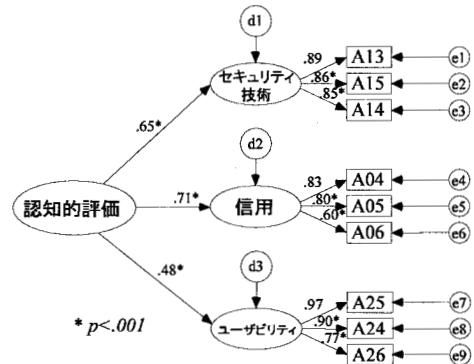 d1
セキュリティ
技術
.89
.86*
.85*
A13
A15
A14
e1
e2
e3
.65*
d2
信用
.83
.80*
.60*
A04
A05
A06
e4
e5
e6
認知的評価
.71*
.48*
d3
ユーザビリティ
.97
.90*
.77*
A25
A24
A26
e7
e8
e9
* p<.001